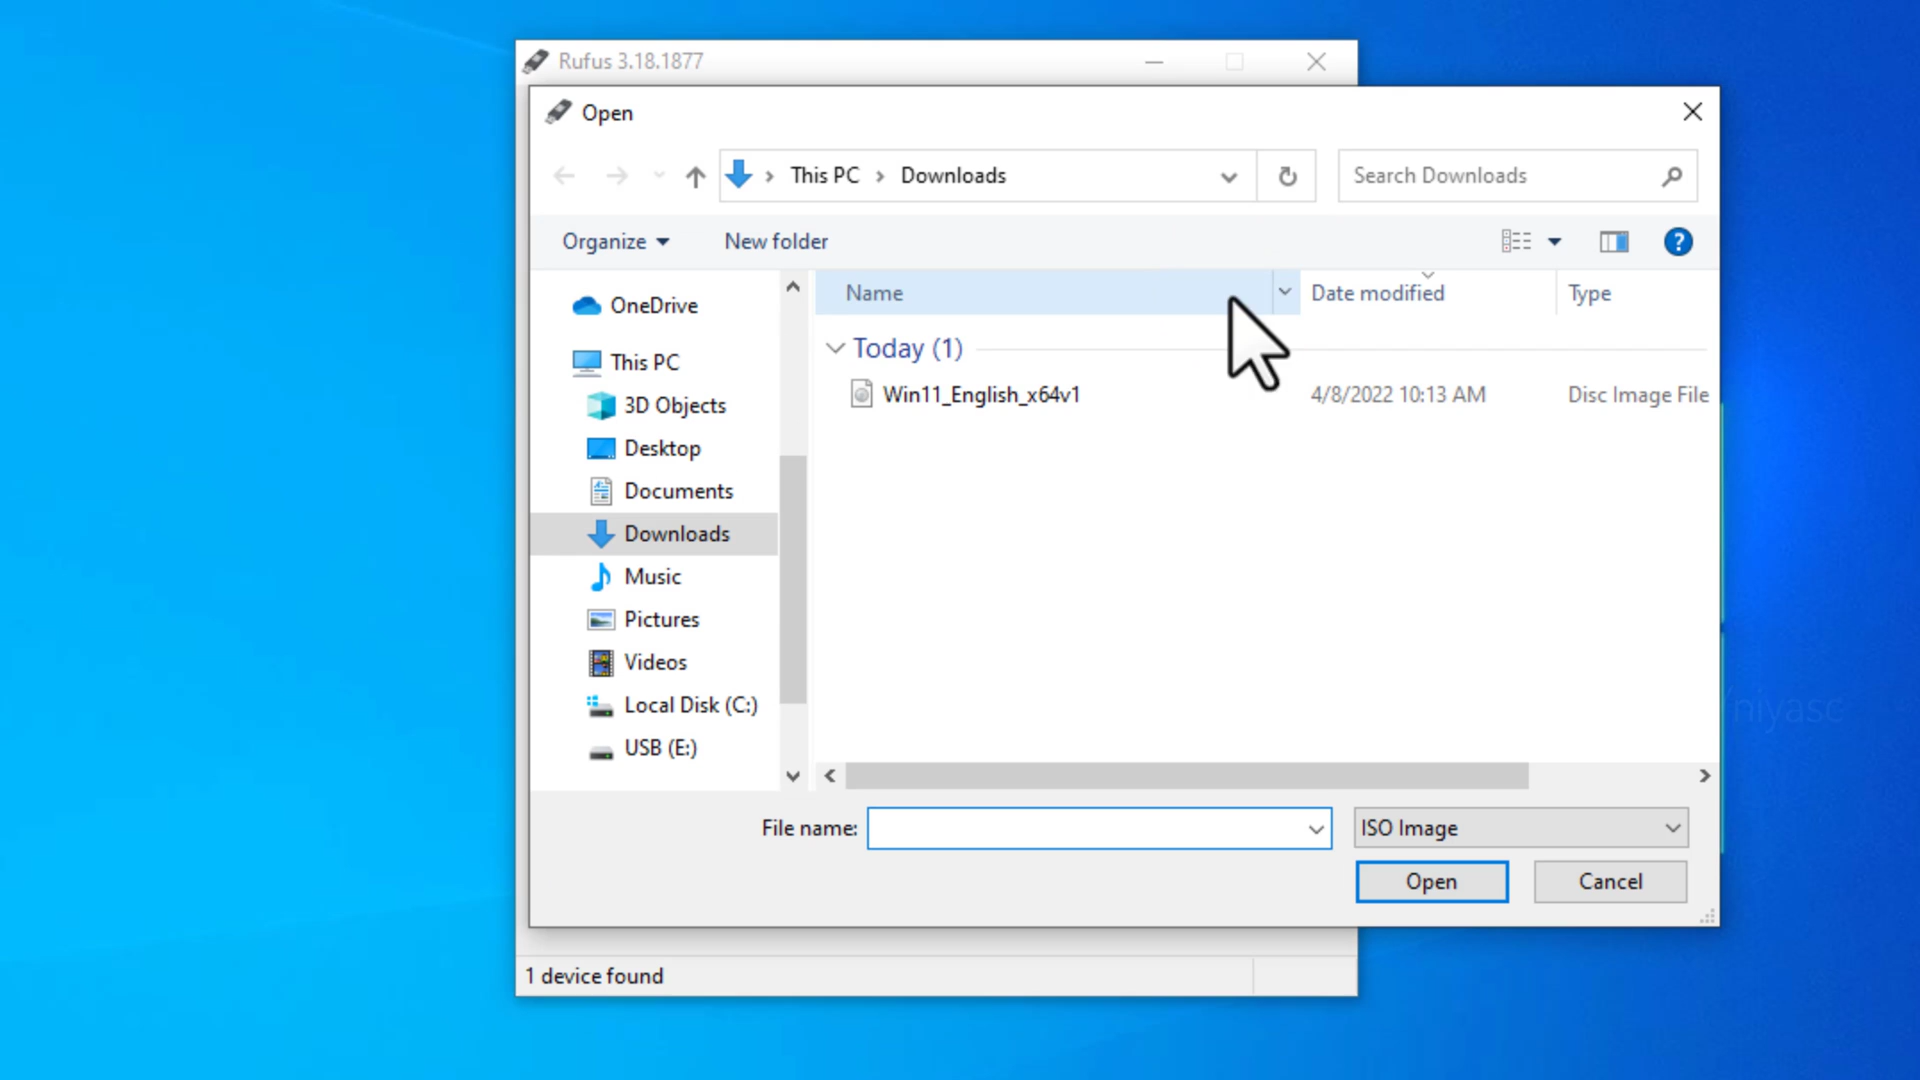 Rufus 3.18.1877
Open
This PC > Downloads
Search Downloads
Organize
New folder
?
Name
Date modified
Type
OneDrive
This PC
3D Objects
Desktop
Documents
Downloads
Music
Pictures
Videos
Local Disk (C:)
USB (E:)
Today (1)
Win11_English_x64v1
4/8/2022 10:13 AM
Disc Image File
File name:
ISO Image
Open
Cancel
1 device found